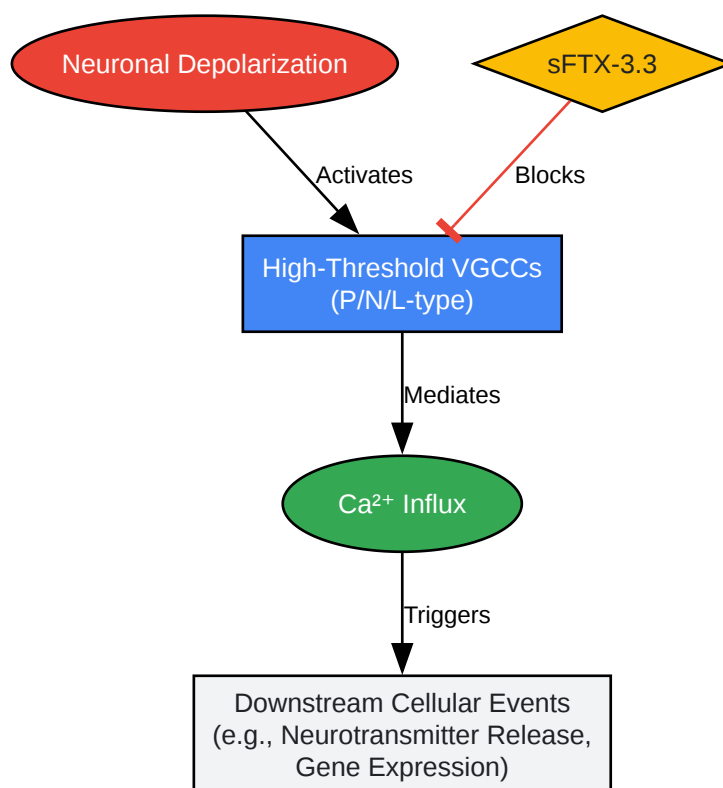 Neuronal Depolarization
sFTX-3.3
Activates
Blocks
High-Threshold VGCCs
(P/N/L-type)
Mediates
Ca²⁺ Influx
Triggers
Downstream Cellular Events
(e.g., Neurotransmitter Release,
Gene Expression)